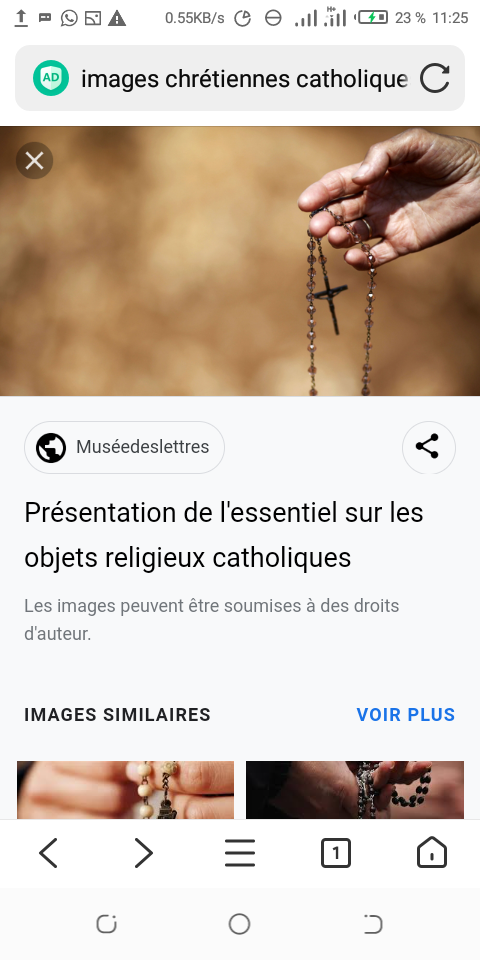 0.55KB/s H+ 23 % 11:25
AD images chrétiennes catholique
Muséedeslettres
Présentation de l'essentiel sur les
objets religieux catholiques
Les images peuvent être soumises à des droits
d'auteur.
IMAGES SIMILAIRES VOIR PLUS
1